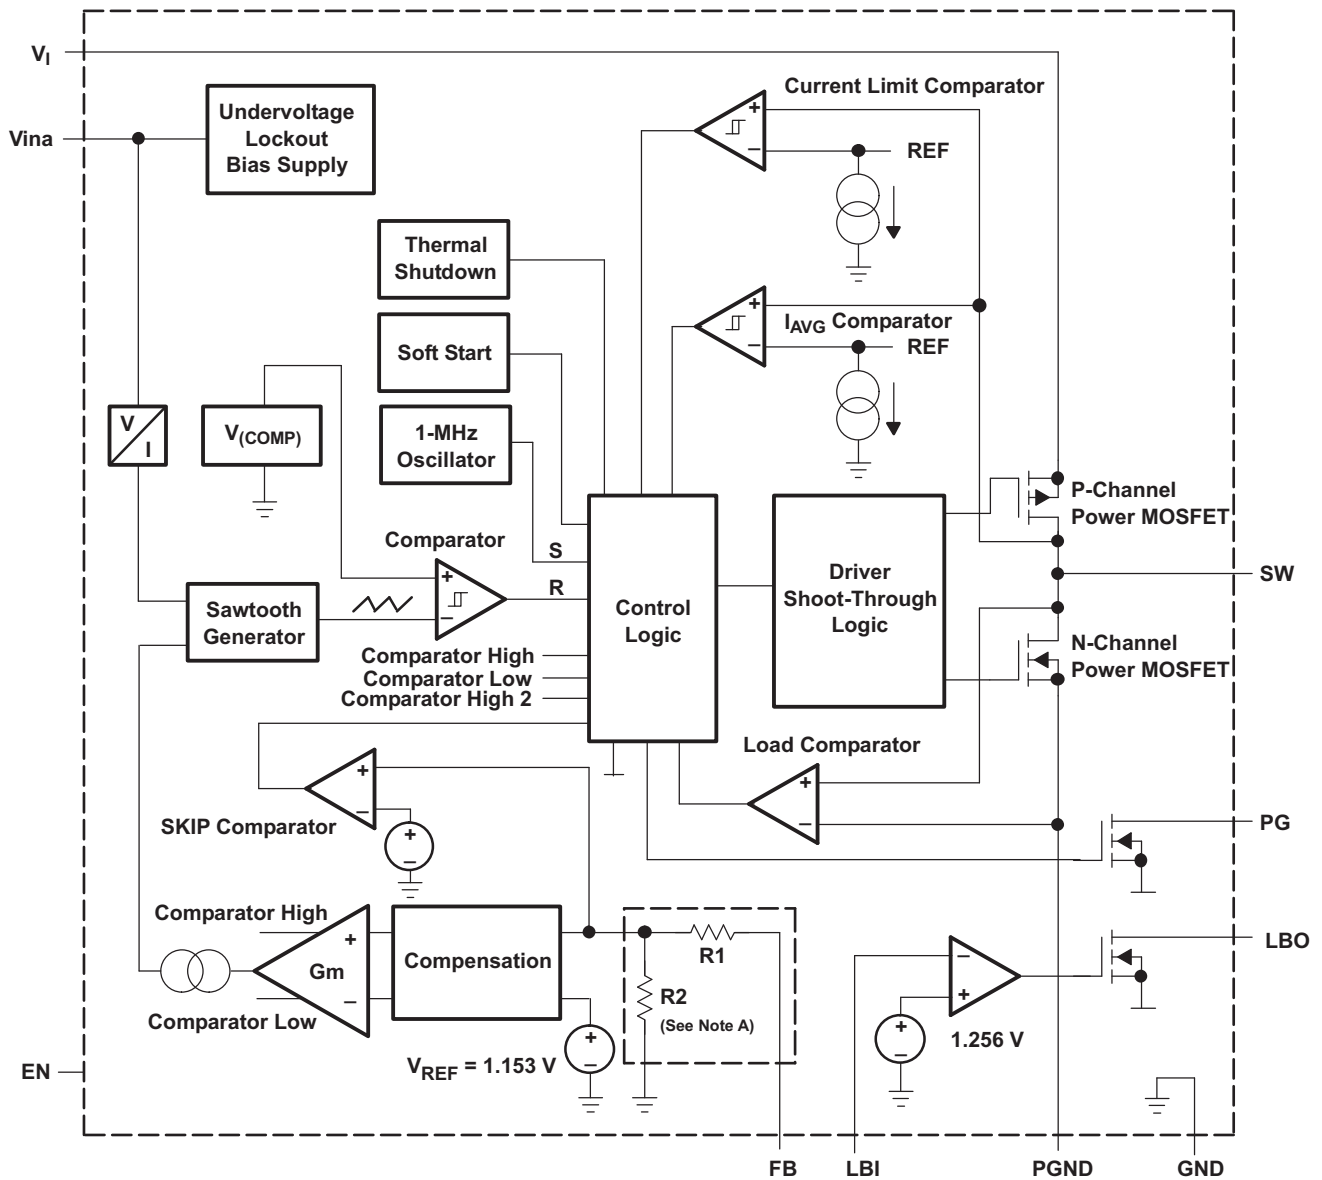 VI
Current Limit Comparator
+
−
REF
Vina
Undervoltage
Lockout
Bias Supply
Thermal
Shutdown
+
−
IAVG Comparator
REF
Soft Start
V
I
V(COMP)
1-MHz
Oscillator
P-Channel
Power MOSFET
Comparator
+
−
S
R
SW
Sawtooth
Generator
Control
Logic
Driver
Shoot-Through
Logic
N-Channel
Power MOSFET
Comparator High
Comparator Low
Comparator High 2
Load Comparator
+
−
+
−
SKIP Comparator
+
−
PG
Comparator High
+
Gm
−
Comparator Low
Compensation
R1
R2
(See Note A)
VREF = 1.153 V
+
−
−
+
+
−
1.256 V
LBO
EN
FB
LBI
PGND
GND